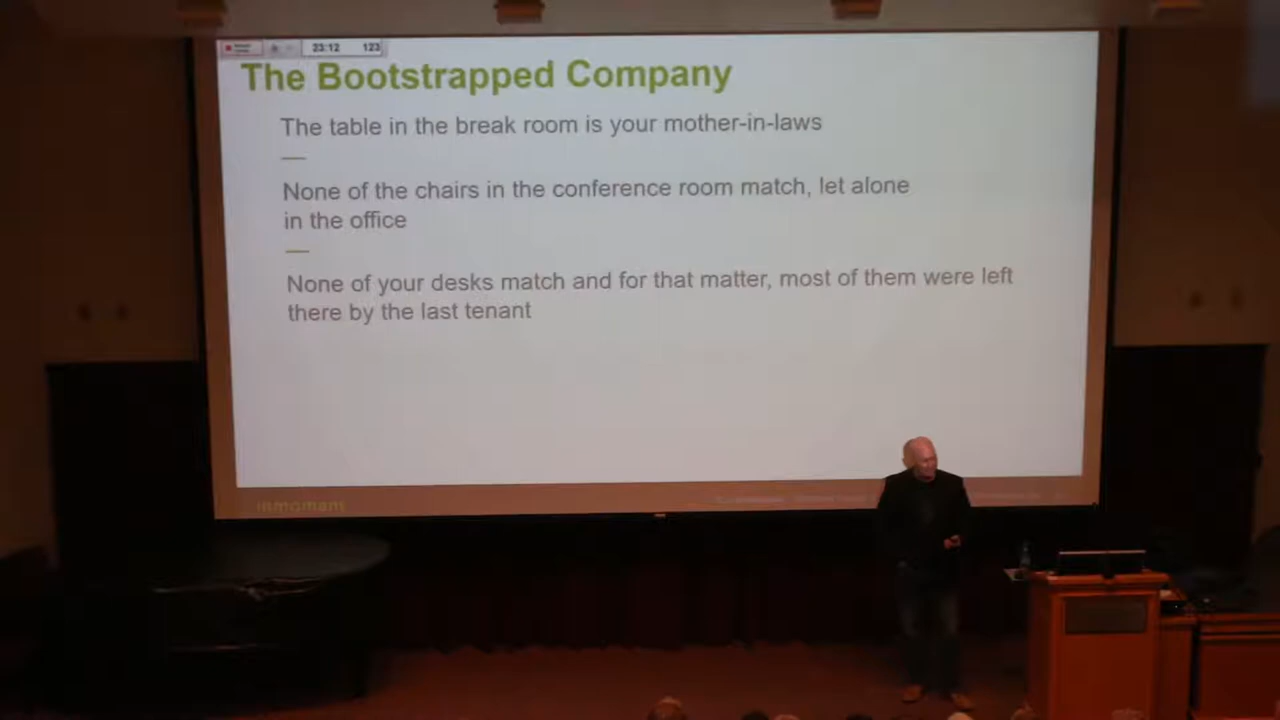 23:12 123
The Bootstrapped Company
The table in the break room is your mother-in-laws
None of the chairs in the conference room match, let alone
in the office
None of your desks match and for that matter, most of them were left
there by the last tenant
inmoment